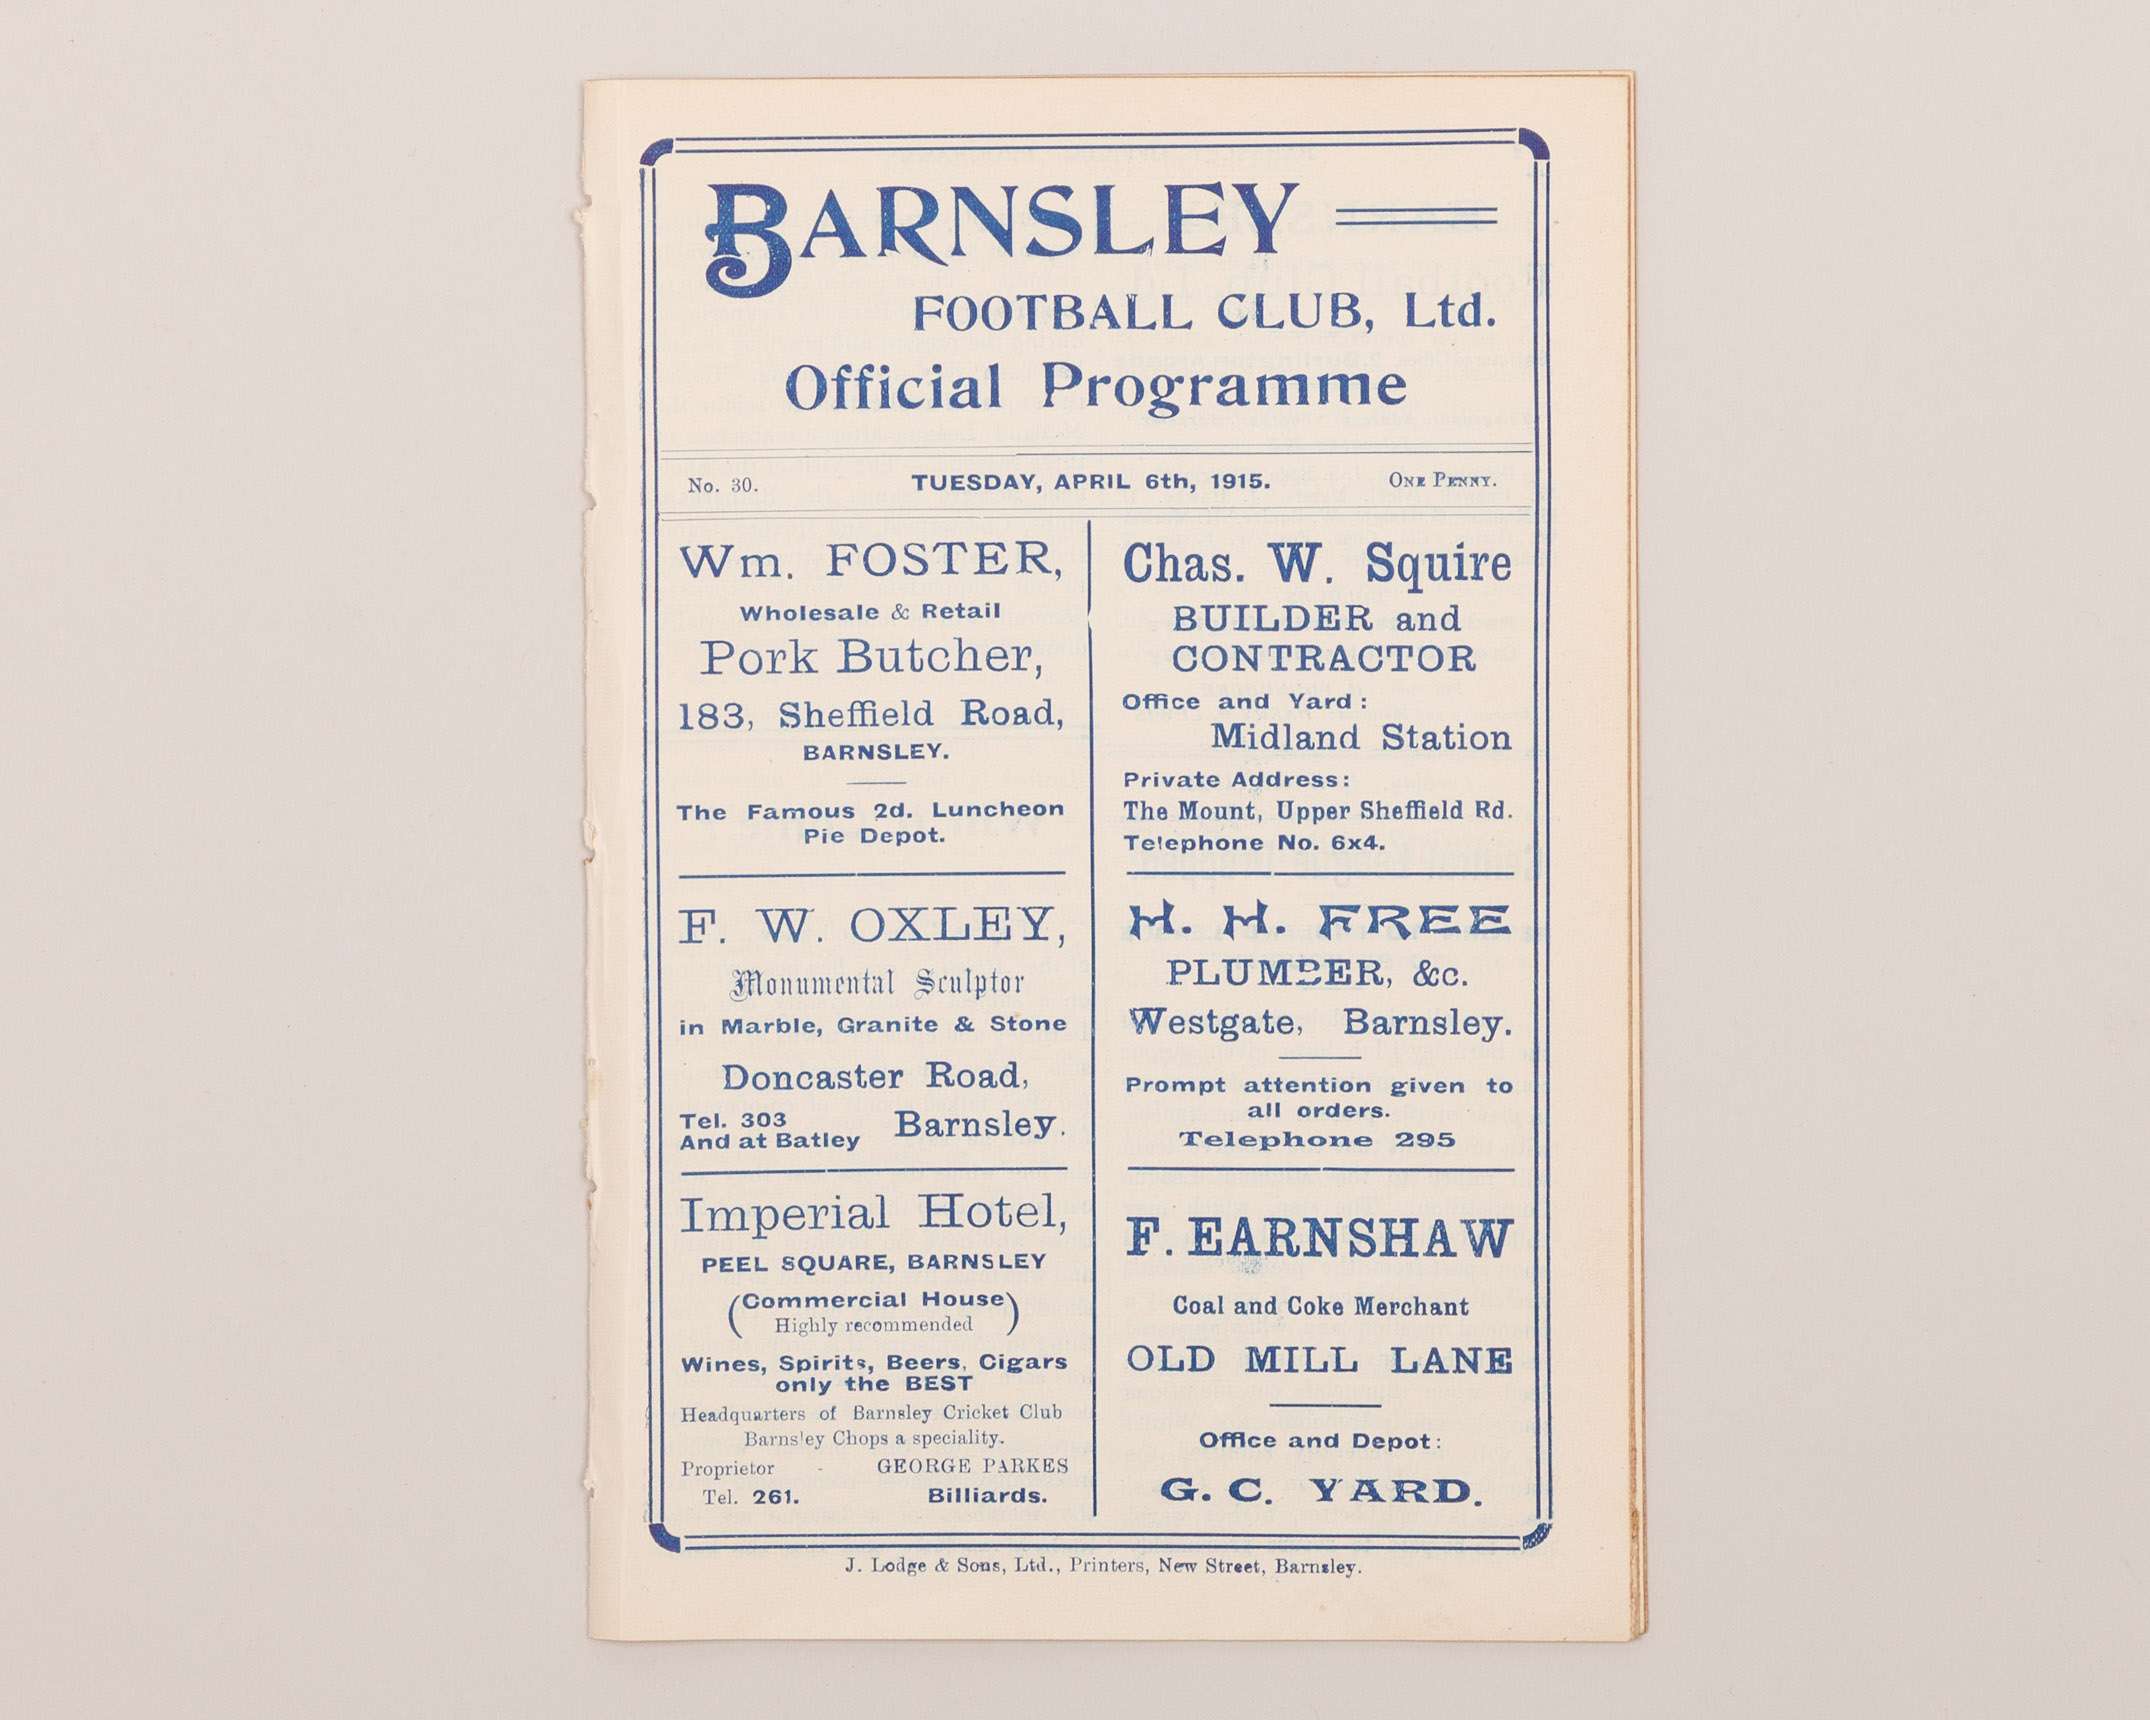 BARNSLEY
FOOTBALL CLUB, Ltd.
Official Programme
No. 30.
TUESDAY, APRIL 6th, 1915.
ONE PENNY.
Wm. FOSTER,
Wholesale & Retail
Pork Butcher,
183, Sheffield Road,
BARNSLEY.
The Famous 2d. Luncheon
Pie Depot.
F. W. OXLEY,
Monumental Sculptor
in Marble, Granite & Stone
Doncaster Road,
Tel. 303
And at Batley
Barnsley.
Imperial Hotel,
PEEL SQUARE, BARNSLEY
(Commercial House
Highly recommended)
Wines, Spirits, Beers, Cigars
only the BEST
Headquarters of Barnsley Cricket Club
Barnsley Chops a speciality.
Proprietor - GEORGE PARKES
Tel. 261. Billiards.
Chas. W. Squire
BUILDER and
CONTRACTOR
Office and Yard:
Midland Station
Private Address:
The Mount, Upper Sheffield Rd.
Telephone No. 6x4.
H. H. FREE
PLUMBER, &c.
Westgate, Barnsley.
Prompt attention given to
all orders.
Telephone 295
F. EARNSHAW
Coal and Coke Merchant
OLD MILL LANE
Office and Depot:
G. C. YARD.
J. Lodge & Sons, Ltd., Printers, New Street, Barnsley.